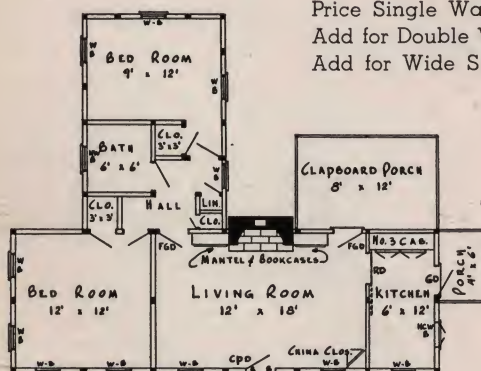 Price Single Wa
Add for Double
Add for Wide S
W-B
W B
BED ROOM
9' x 12'
W B
CLO.
3' x 3'
BATH
6' x 6'
W B
CLAPBOARD PORCH
8' x 12'
CLO.
3' x 3'
HALL
LIN.
CLO.
FGD
FGD
NO. 3 CAB.
MANTEL & BOOKCASES
RD
GD
PORCH
4' x 6'
W B
BED ROOM
12' x 12'
LIVING ROOM
12' x 18'
KITCHEN
6' x 12'
W B
NCW B
CPD
CHINA CLOS.
W-B
W-B
W-B
W-B
W-B